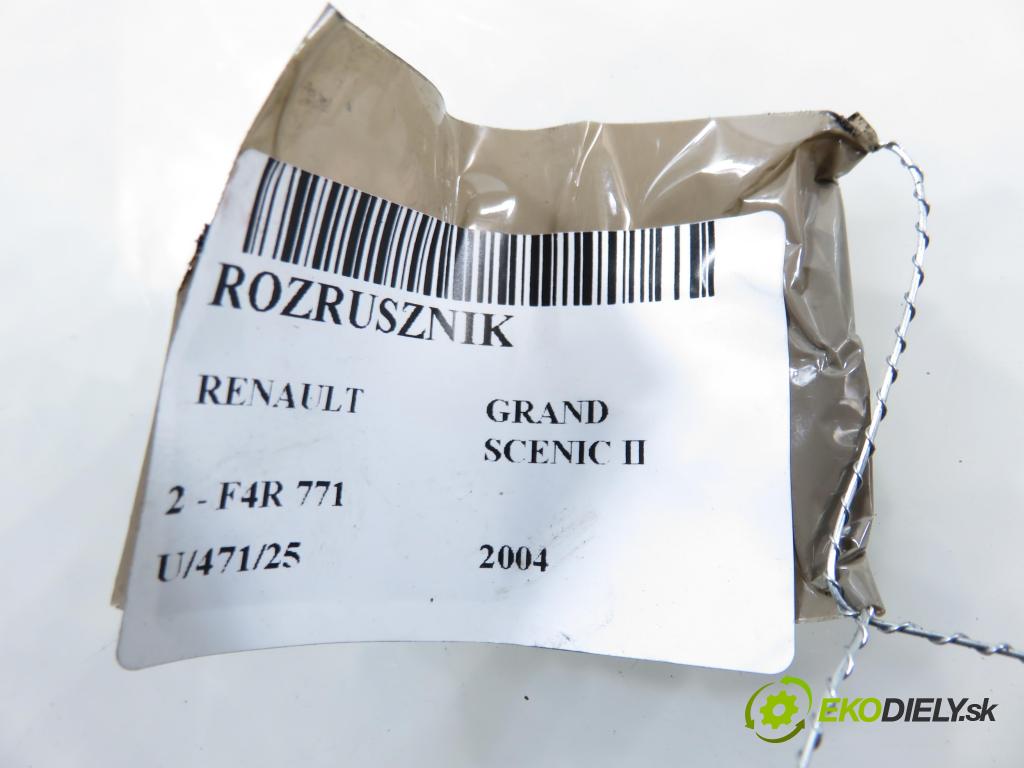 ROZRUSZNIK
RENAULT
GRAND
SCENIC II
2 - F4R 771
U/471/25
2004
EKODIELY.sk